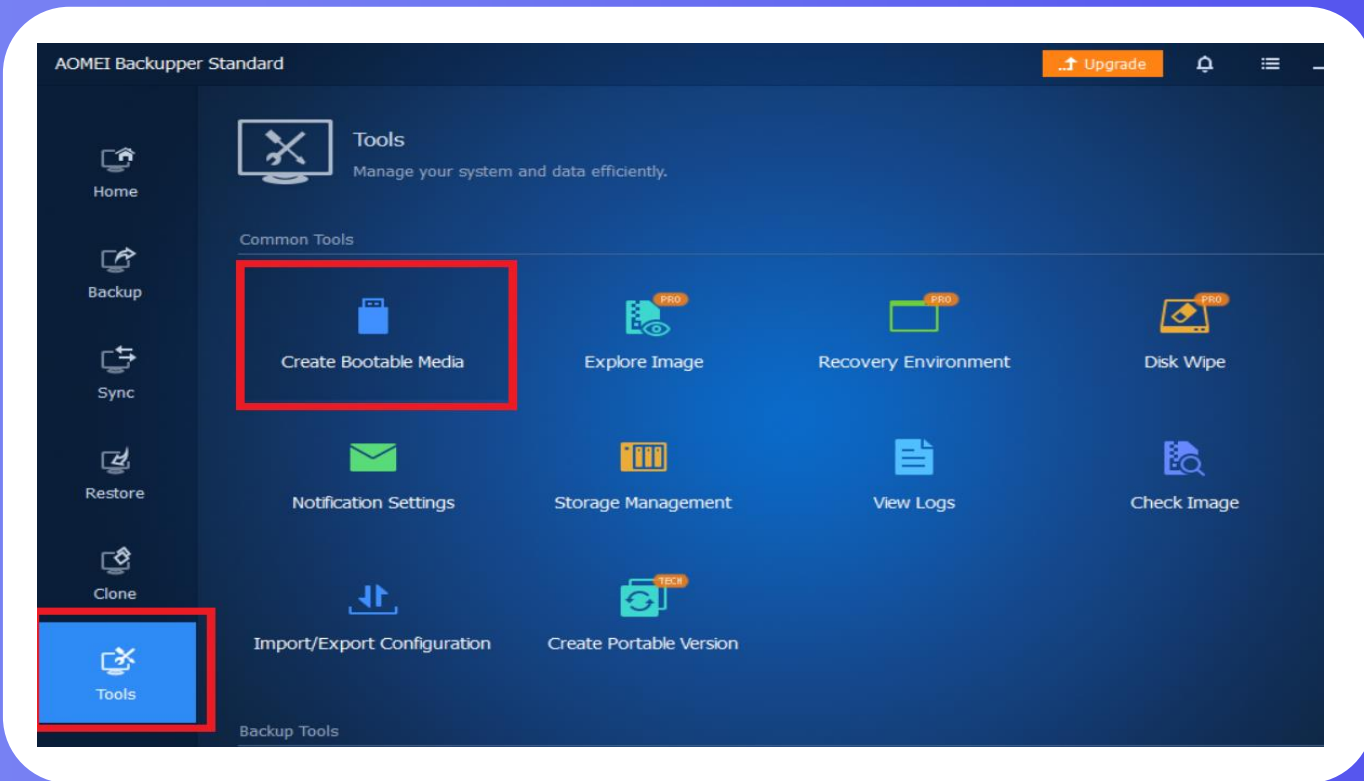 AOMEI Backupper Standard
Upgrade
Tools
Manage your system and data efficiently.
Home
Common Tools
Backup
PRO
PRO
PRO
Create Bootable Media
Explore Image
Recovery Environment
Disk Wipe
Sync
Restore
Notification Settings
Storage Management
View Logs
Check Image
Clone
TECH
Import/Export Configuration
Create Portable Version
Tools
Backup Tools